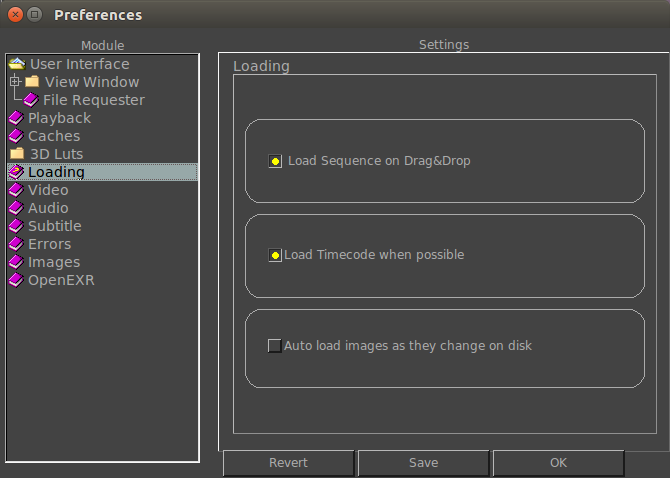 Preferences
Module
User Interface
View Window
File Requester
Playback
Caches
3D Luts
Loading
Video
Audio
Subtitle
Errors
Images
OpenEXR
Settings
Loading
Load Sequence on Drag&Drop
Load Timecode when possible
Auto load images as they change on disk
Revert
Save
OK